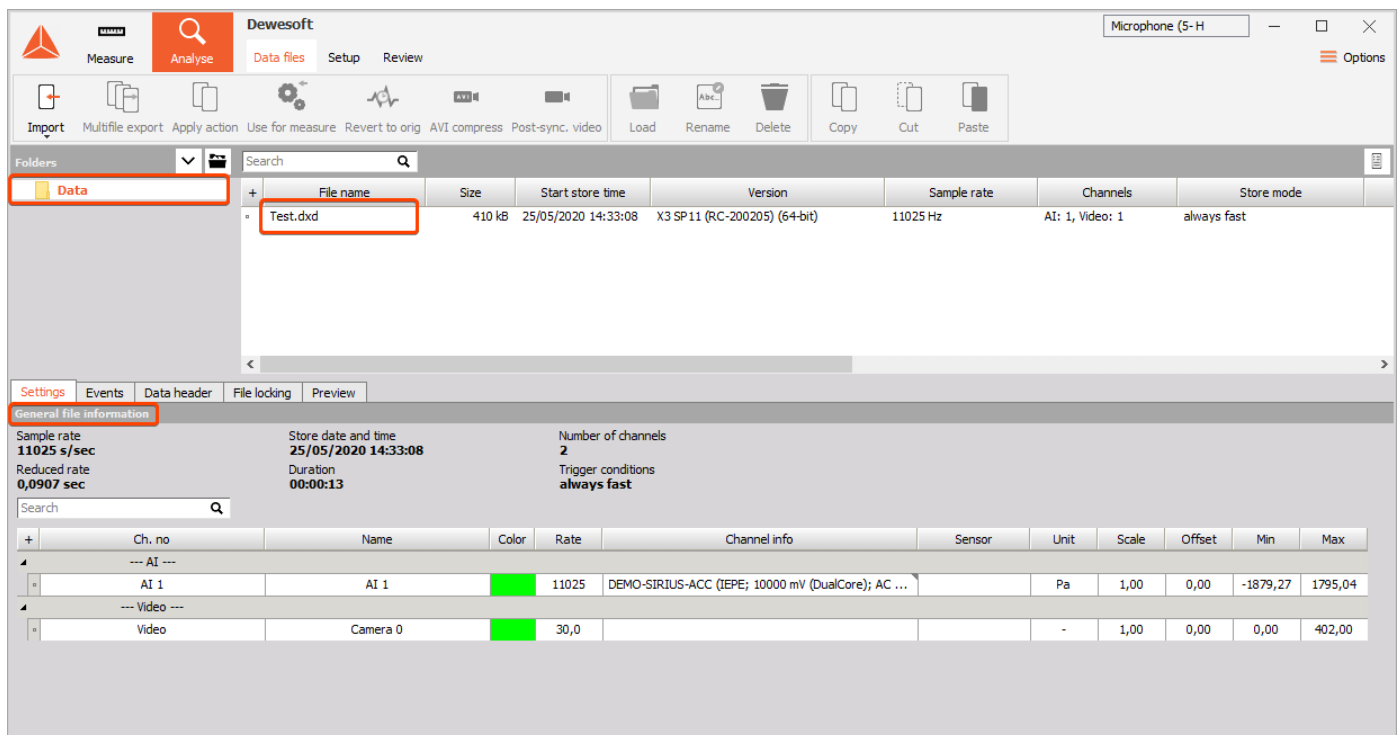 Dewesoft
Microphone (5- H
Measure
Analyse
Data files Setup Review
Options
Import Multifile export Apply action Use for measure Revert to orig AVI compress Post-sync. video Load Rename Delete Copy Cut Paste
AVI
Abc...
Folders
Search
Data
+ File name Size Start store time Version Sample rate Channels Store mode
Test.dxd 410 kB 25/05/2020 14:33:08 X3 SP11 (RC-200205) (64-bit) 11025 Hz AI: 1, Video: 1 always fast
Settings Events Data header File locking Preview
General file information
Sample rate Store date and time Number of channels
11025 s/sec 25/05/2020 14:33:08 2
Reduced rate Duration Trigger conditions
0,0907 sec 00:00:13 always fast
Search
+ Ch. no Name Color Rate Channel info Sensor Unit Scale Offset Min Max
--- AI ---
AI 1 AI 1 11025 DEMO-SIRIUS-ACC (IEPE; 10000 mV (DualCore); AC ... Pa 1,00 0,00 -1879,27 1795,04
--- Video ---
Video Camera 0 30,0 - 1,00 0,00 0,00 402,00